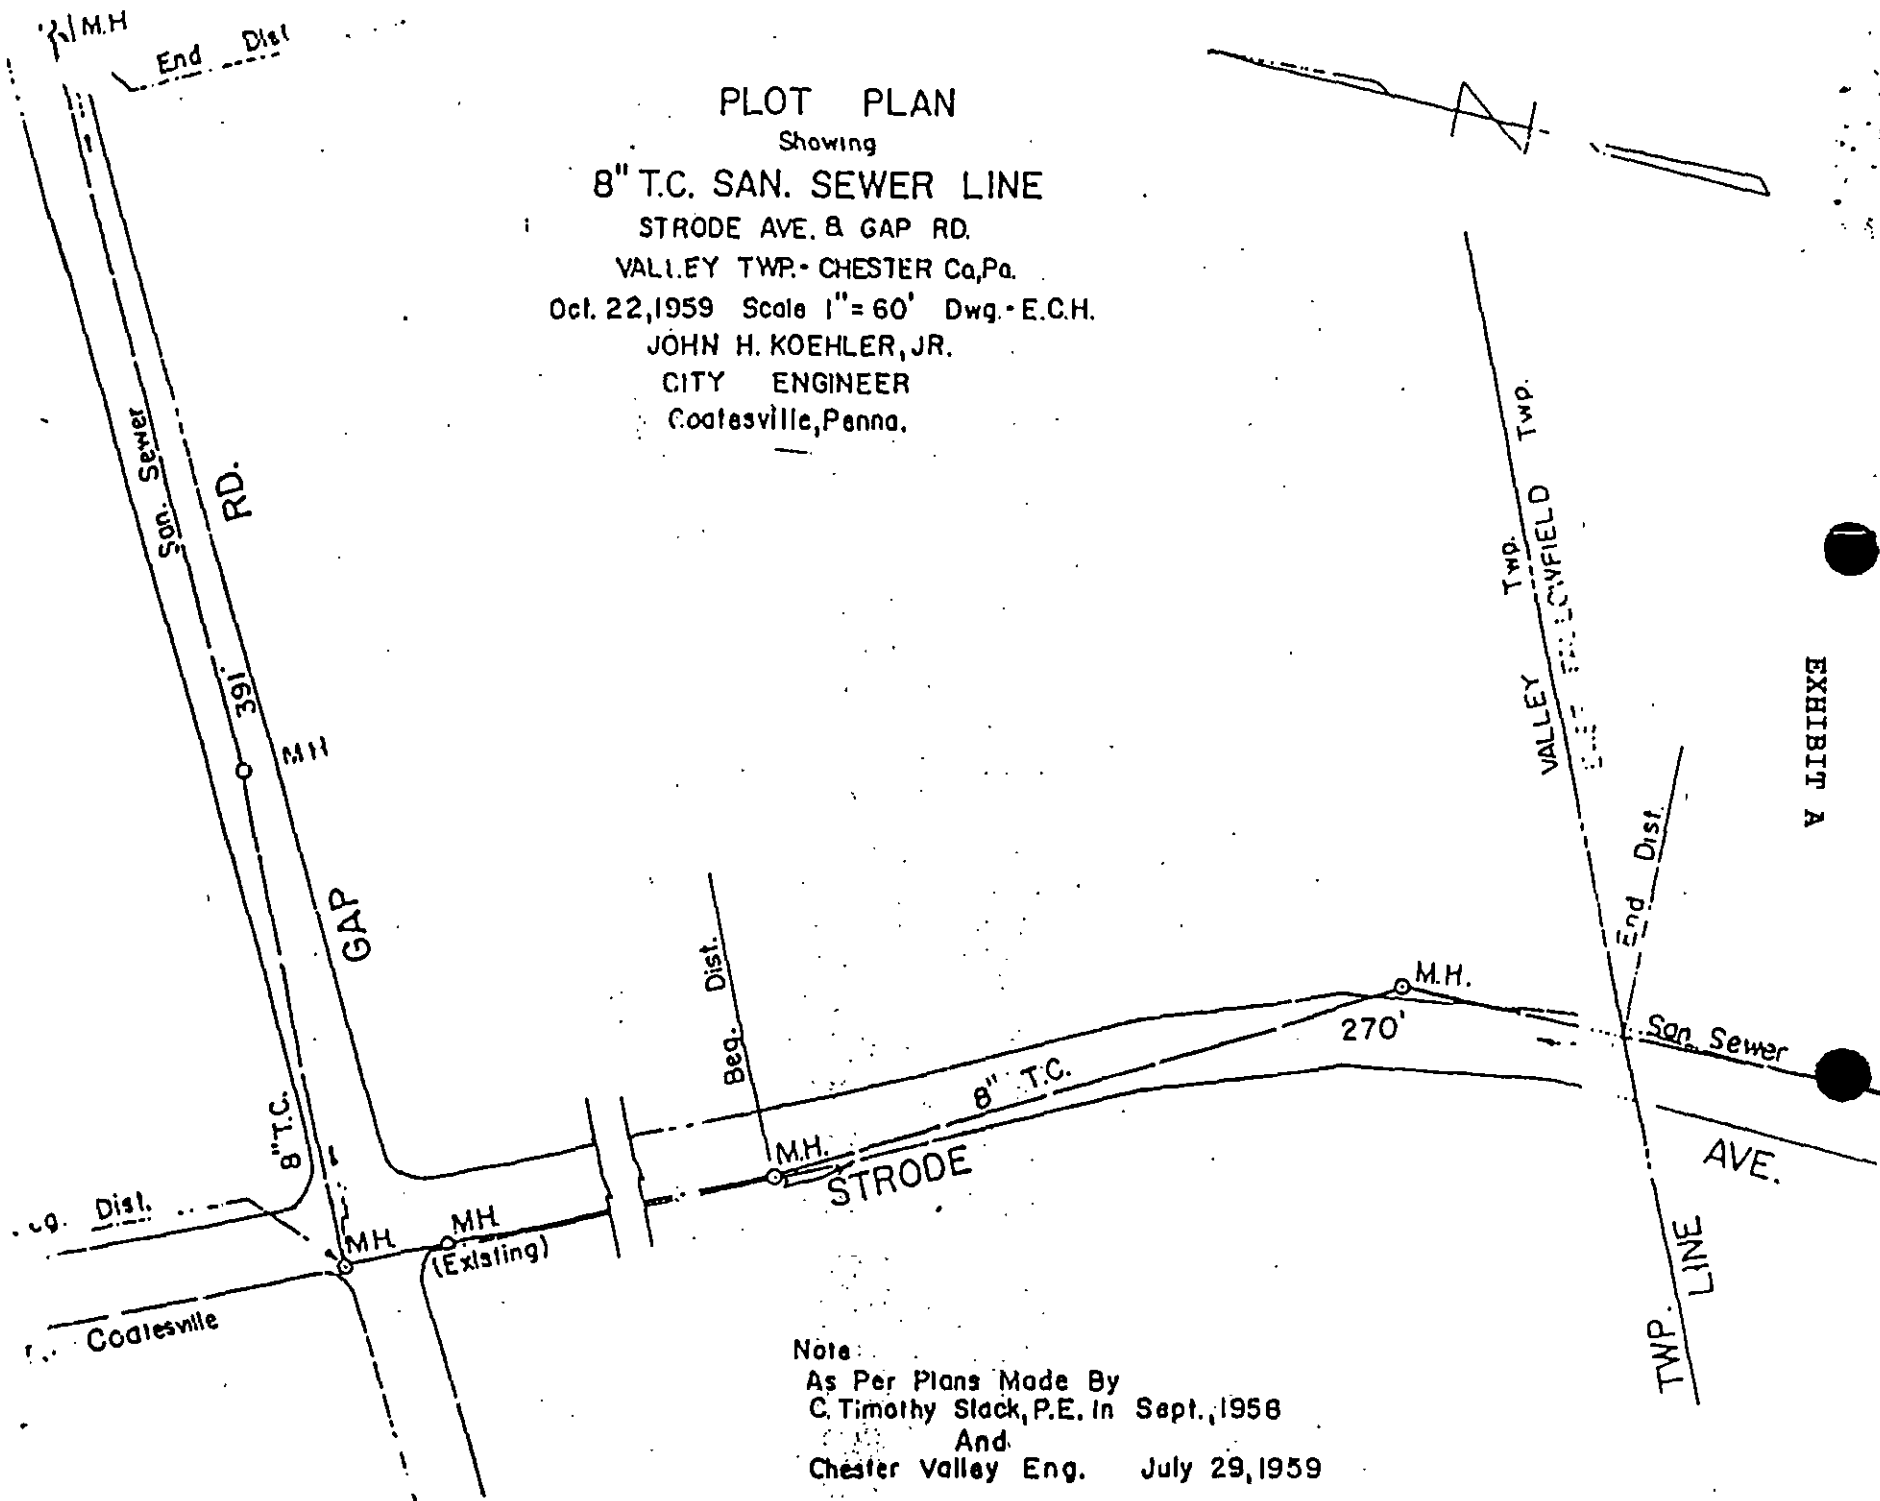 M.H
End Dist
PLOT PLAN
Showing
8" T.C. SAN. SEWER LINE
STRODE AVE. & GAP RD.
VALLEY TWP.- CHESTER Co,Pa.
Oct. 22,1959 Scale 1"= 60' Dwg.- E.C.H.
JOHN H. KOEHLER, JR.
CITY ENGINEER
Coatesville, Penna.
San. Sewer
GAP RD.
391'
MH
8" T.C.
Dist.
MH
MH
(Existing)
Coatesville
Beg. Dist.
M.H.
STRODE AVE.
8" T.C.
270'
M.H.
VALLEY Twp.
FALLOWFIELD Twp.
End Dist.
San. Sewer
TWP. LINE
EXHIBIT A
Note:
As Per Plans Made By
C. Timothy Slack, P.E. In Sept., 1958
And
Chester Valley Eng. July 29, 1959